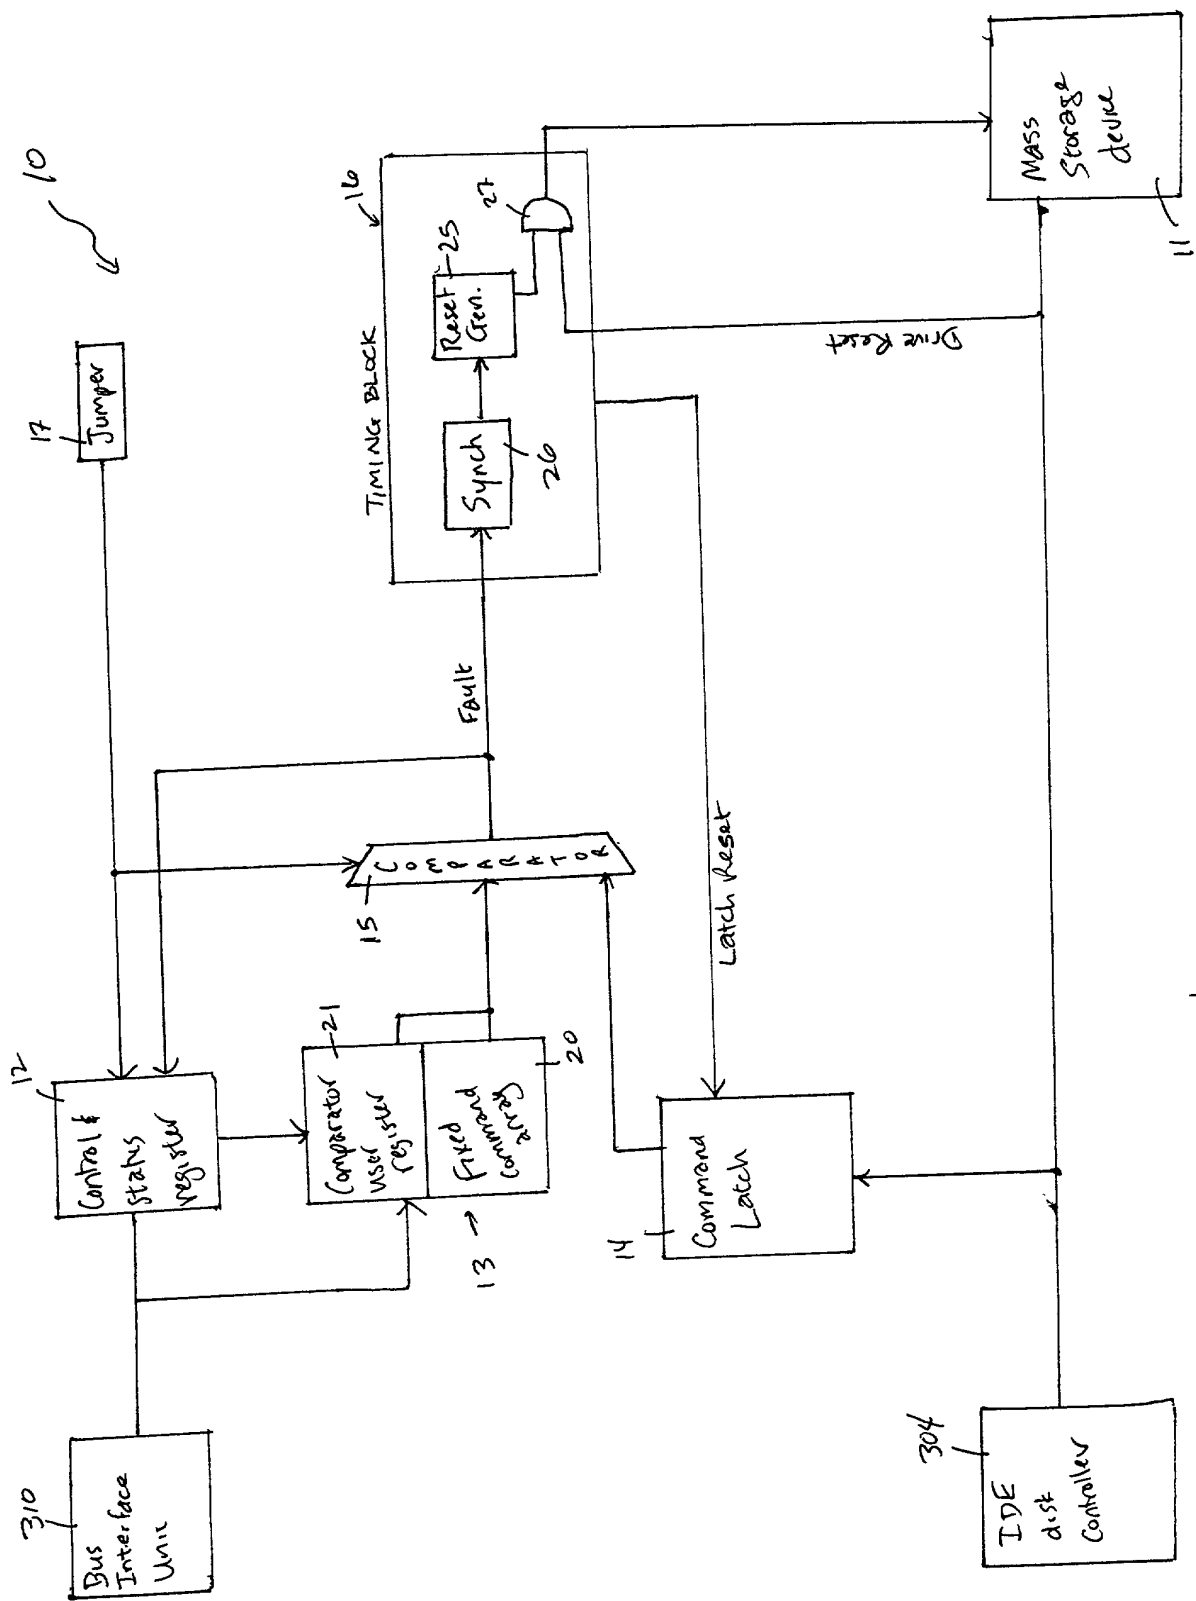 10
310
Bus
Interface
Unit
12
Control &
status
register
17
Jumper
21
Comparator
user
register
Fixed
Command
array
20
13
15
COMPARATOR
Fault
TIMING BLOCK
16
Synch
26
Reset
Gen.
25
27
14
Command
Latch
Latch Reset
Drive Reset
304
IDE
disk
Controller
Mass
Storage
device
11